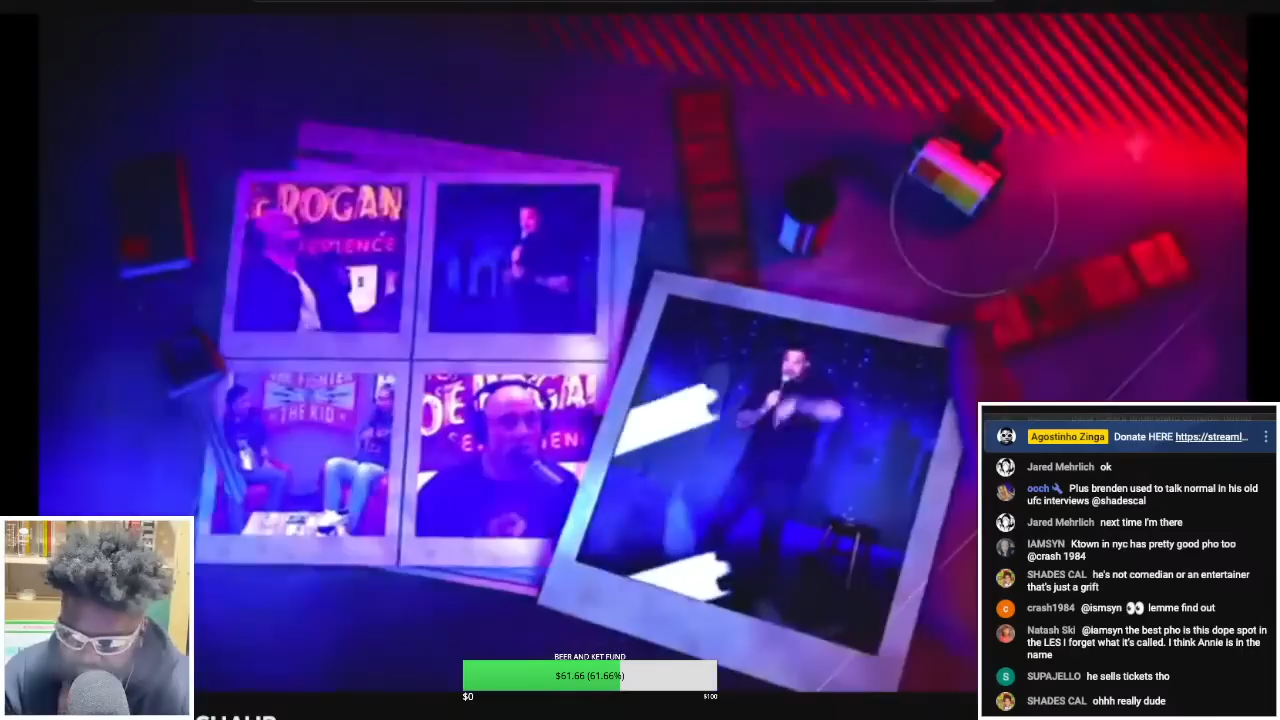 ROGAN
THE KID
Agostinho Zinga Donate HERE https://streaml...
Jared Mehrlich ok
ooch Plus brenden used to talk normal in his old
ufc interviews @shadescal
Jared Mehrlich next time I'm there
IAMSYN Ktown in nyc has pretty good pho too
@crash 1984
SHADES CAL he's not comedian or an entertainer
that's just a grift
crash1984 @ismsyn 👀 lemme find out
Natash Ski @iamsyn the best pho is this dope spot in
the LES I forget what it's called. I think Annie is in the
name
S SUPAJELLO he sells tickets tho
SHADES CAL ohhh really dude
BEER AND KET FUND
$61.66 (61.66%)
$0
$100